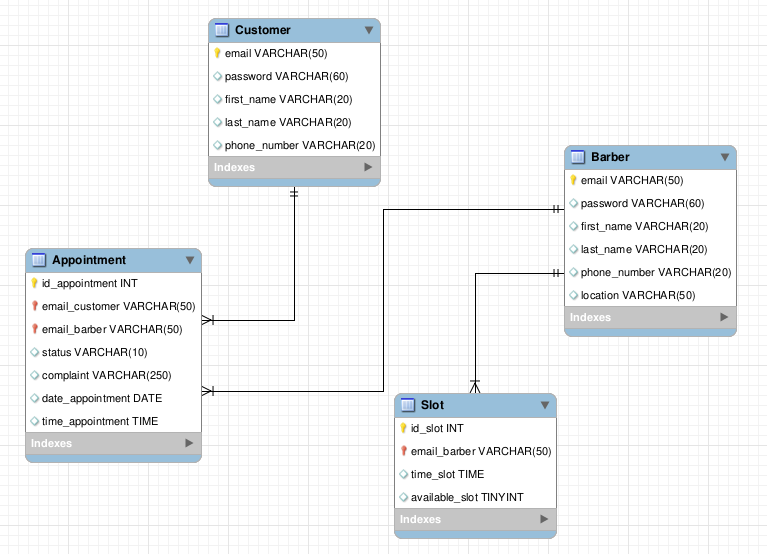 Customer
email VARCHAR(50)
password VARCHAR(60)
first_name VARCHAR(20)
last_name VARCHAR(20)
phone_number VARCHAR(20)
Indexes
Barber
email VARCHAR(50)
password VARCHAR(60)
first_name VARCHAR(20)
last_name VARCHAR(20)
phone_number VARCHAR(20)
location VARCHAR(50)
Indexes
Appointment
id_appointment INT
email_customer VARCHAR(50)
email_barber VARCHAR(50)
status VARCHAR(10)
complaint VARCHAR(250)
date_appointment DATE
time_appointment TIME
Indexes
Slot
id_slot INT
email_barber VARCHAR(50)
time_slot TIME
available_slot TINYINT
Indexes